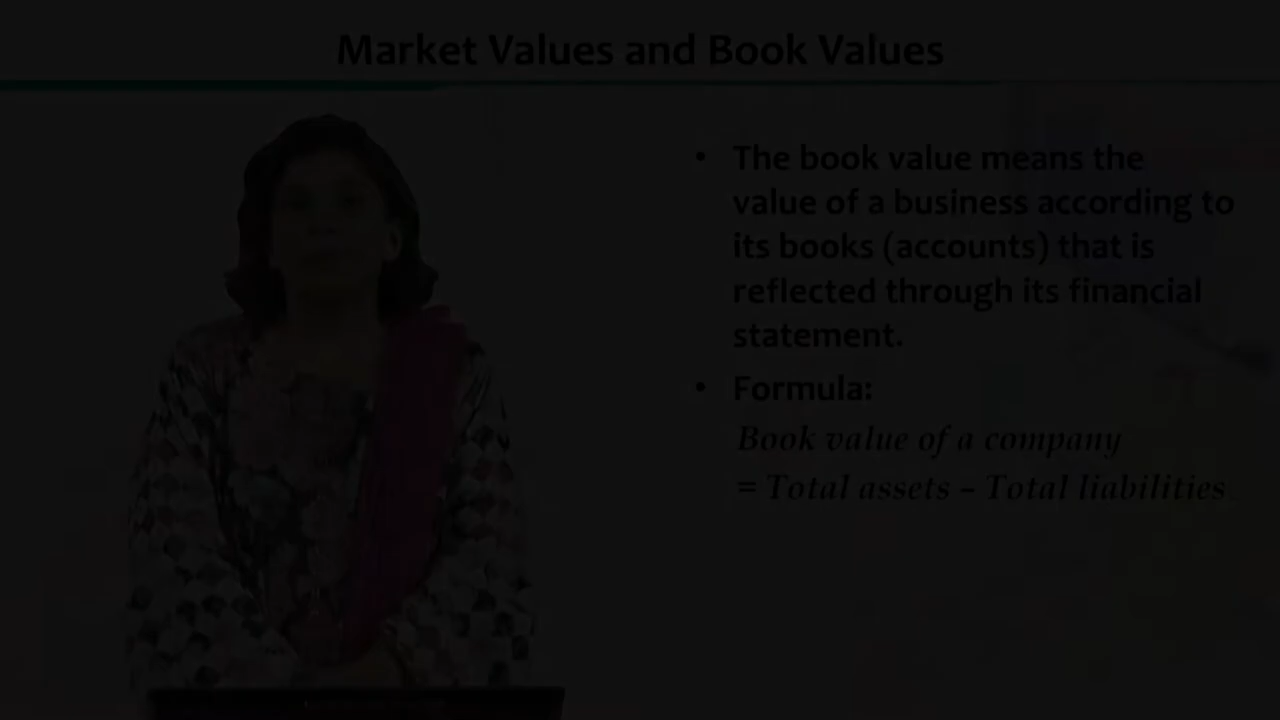 Market Values and Book Values
• The book value means the
value of a business according to
its books (accounts) that is
reflected through its financial
statement.
• Formula:
Book value of a company
= Total assets – Total liabilities